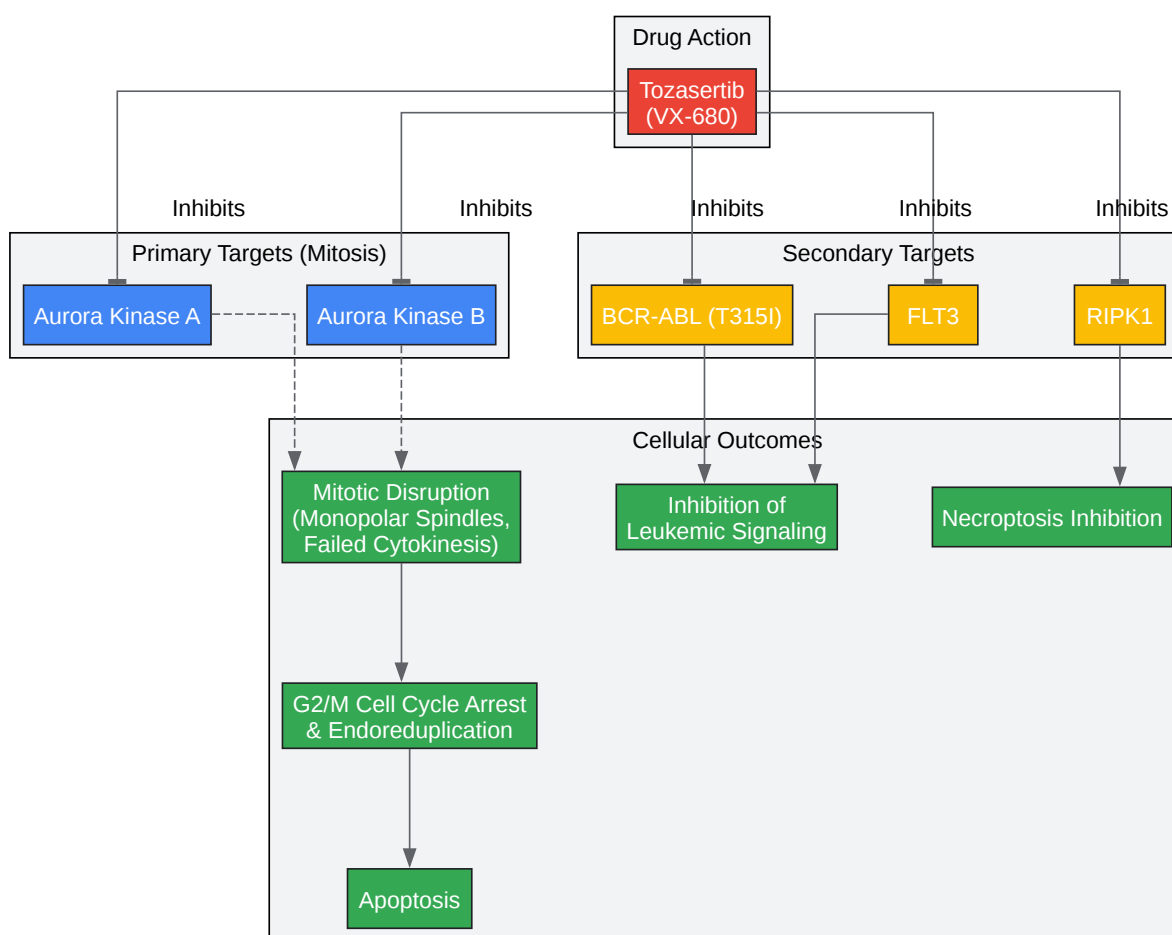 Drug Action
Tozasertib
(VX-680)
Inhibits
Inhibits
Inhibits
Inhibits
Inhibits
Primary Targets (Mitosis)
Secondary Targets
Aurora Kinase A
Aurora Kinase B
BCR-ABL (T315I)
FLT3
RIPK1
Cellular Outcomes
Mitotic Disruption
(Monopolar Spindles,
Failed Cytokinesis)
Inhibition of
Leukemic Signaling
Necroptosis Inhibition
G2/M Cell Cycle Arrest
& Endoreduplication
Apoptosis